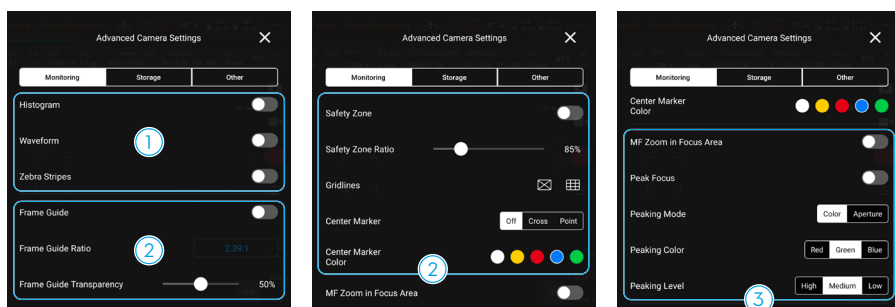 Advanced Camera Settings
Monitoring Storage Other
Histogram
Waveform
Zebra Stripes
1
Frame Guide
Frame Guide Ratio 2.39:1
Frame Guide Transparency 50%
2
Advanced Camera Settings
Monitoring Storage Other
Safety Zone
Safety Zone Ratio 85%
Gridlines
Center Marker Off Cross Point
Center Marker
Color
2
MF Zoom in Focus Area
Advanced Camera Settings
Monitoring Storage Other
Center Marker
Color
MF Zoom in Focus Area
Peak Focus
Peaking Mode Color Aperture
Peaking Color Red Green Blue
Peaking Level High Medium Low
3